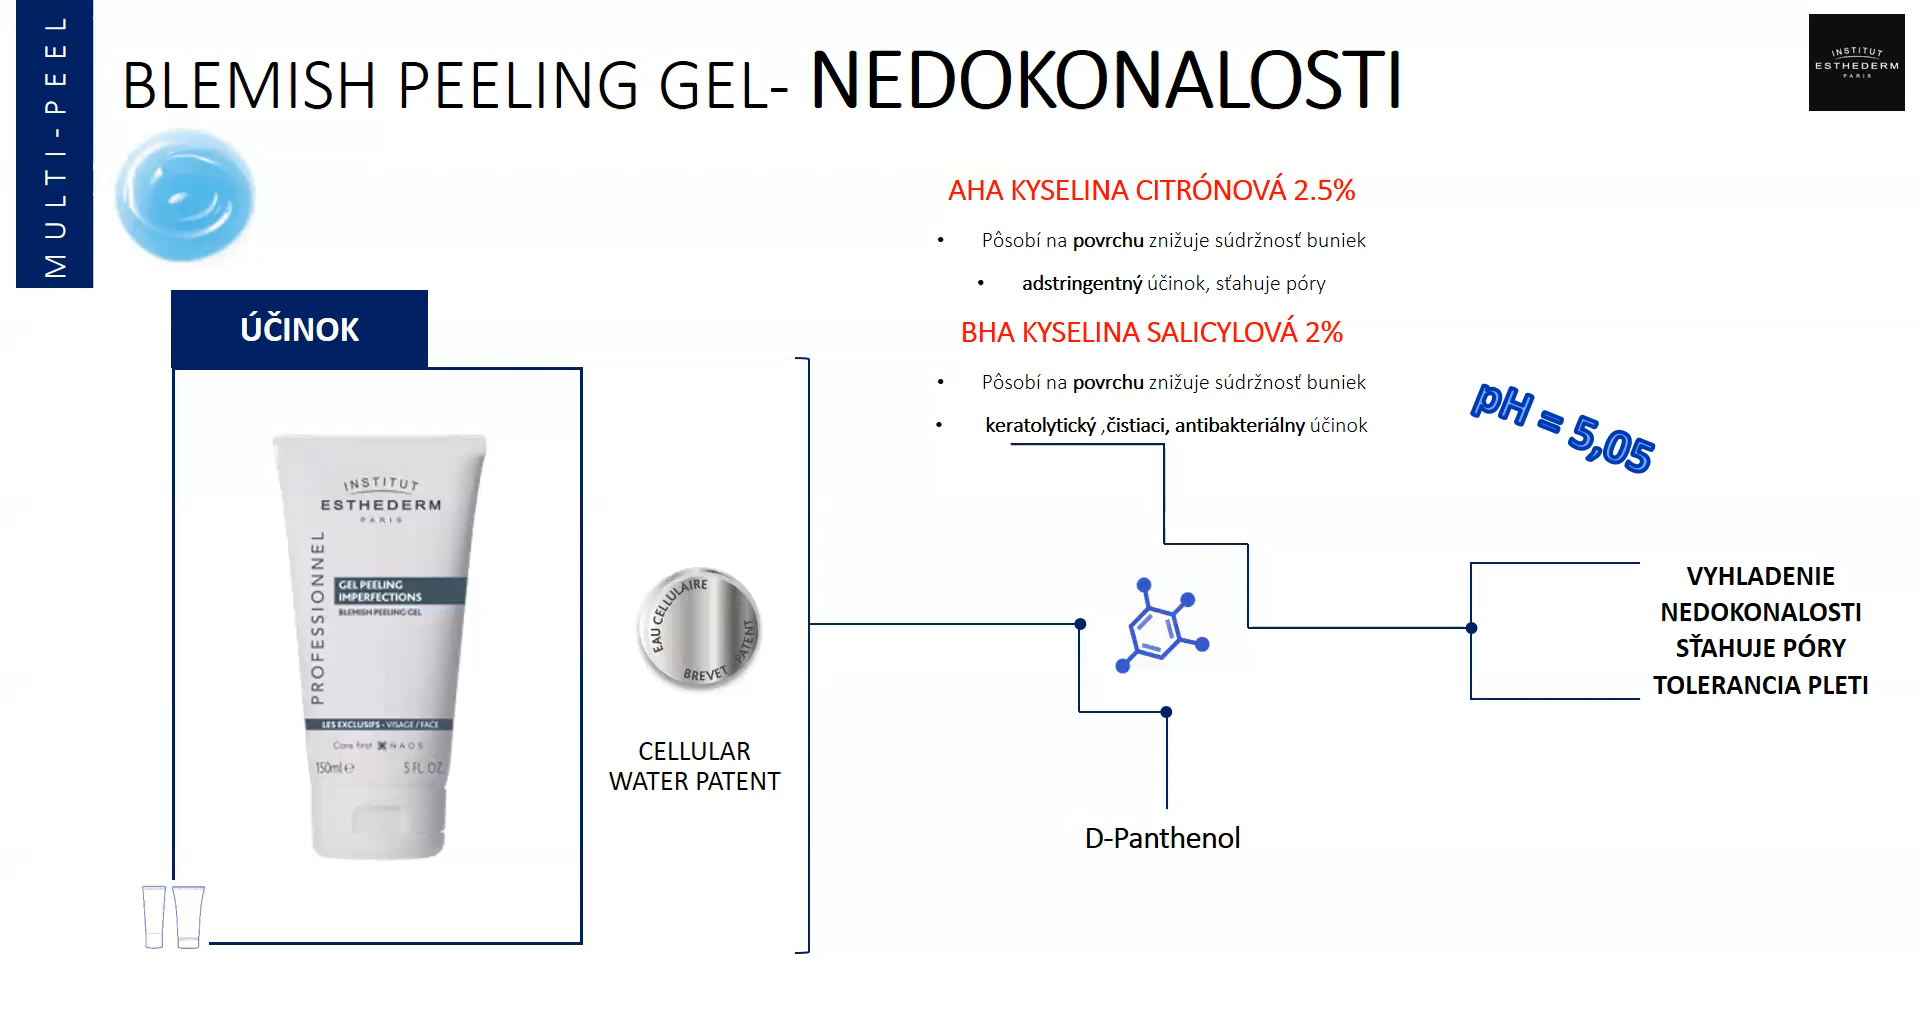 MULTI-PEEL
BLEMISH PEELING GEL- NEDOKONALOSTI
INSTITUT
ESTHEDERM
PARIS
AHA KYSELINA CITRÓNOVÁ 2.5%
• Pôsobí na povrchu znižuje súdržnosť buniek
• adstringentný účinok, sťahuje póry
BHA KYSELINA SALICYLOVÁ 2%
• Pôsobí na povrchu znižuje súdržnosť buniek
• keratolytický ,čistiaci, antibakteriálny účinok
pH = 5,05
ÚČINOK
INSTITUT
ESTHEDERM
PARIS
PROFESSIONNEL
GEL PEELING
IMPERFECTIONS
BLEMISH PEELING GEL
LES EXCLUSIFS - VISAGE / FACE
Care first NAOS
150ml e 5 FL. OZ.
EAU CELLULAIRE
BREVET PATENT
CELLULAR
WATER PATENT
D-Panthenol
VYHLADENIE
NEDOKONALOSTI
SŤAHUJE PÓRY
TOLERANCIA PLETI